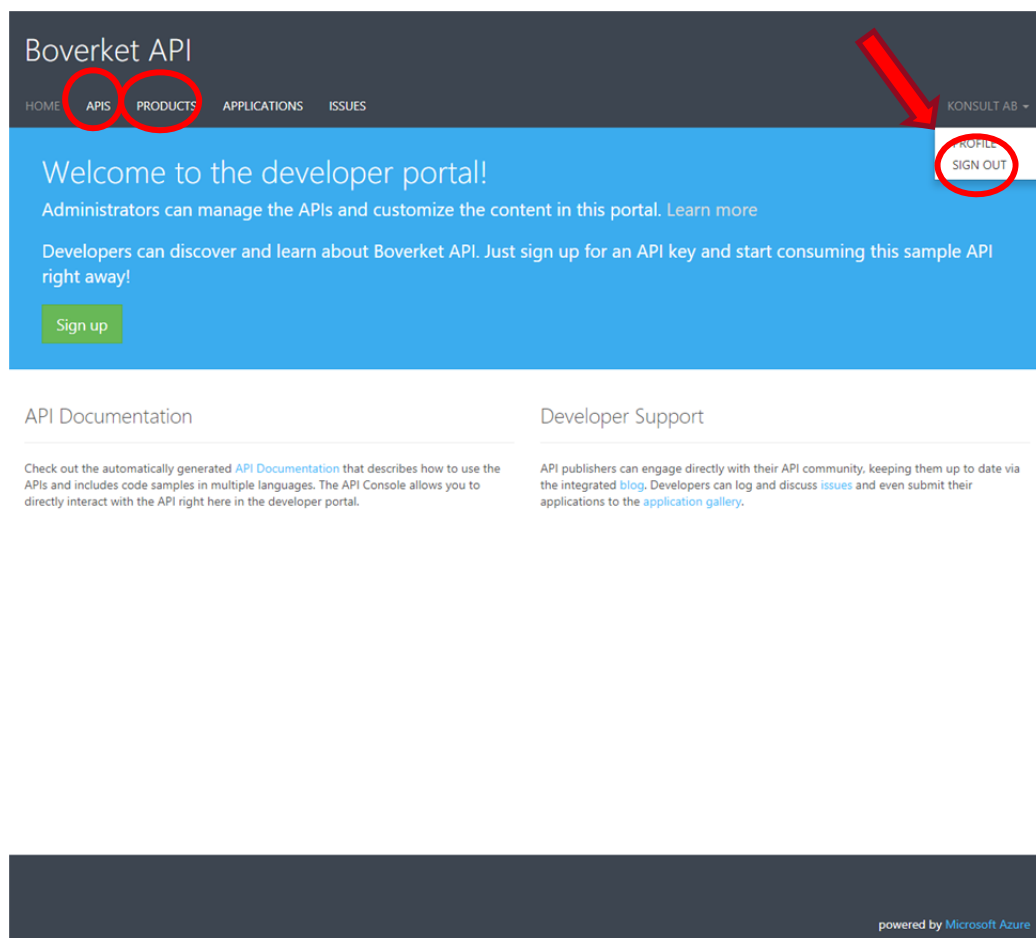 Boverket API
HOME APIS PRODUCTS APPLICATIONS ISSUES KONSULT AB
PROFILE
SIGN OUT
Welcome to the developer portal!
Administrators can manage the APIs and customize the content in this portal. Learn more
Developers can discover and learn about Boverket API. Just sign up for an API key and start consuming this sample API
right away!
Sign up
API Documentation
Check out the automatically generated API Documentation that describes how to use the
APIs and includes code samples in multiple languages. The API Console allows you to
directly interact with the API right here in the developer portal.
Developer Support
API publishers can engage directly with their API community, keeping them up to date via
the integrated blog. Developers can log and discuss issues and even submit their
applications to the application gallery.
powered by Microsoft Azure